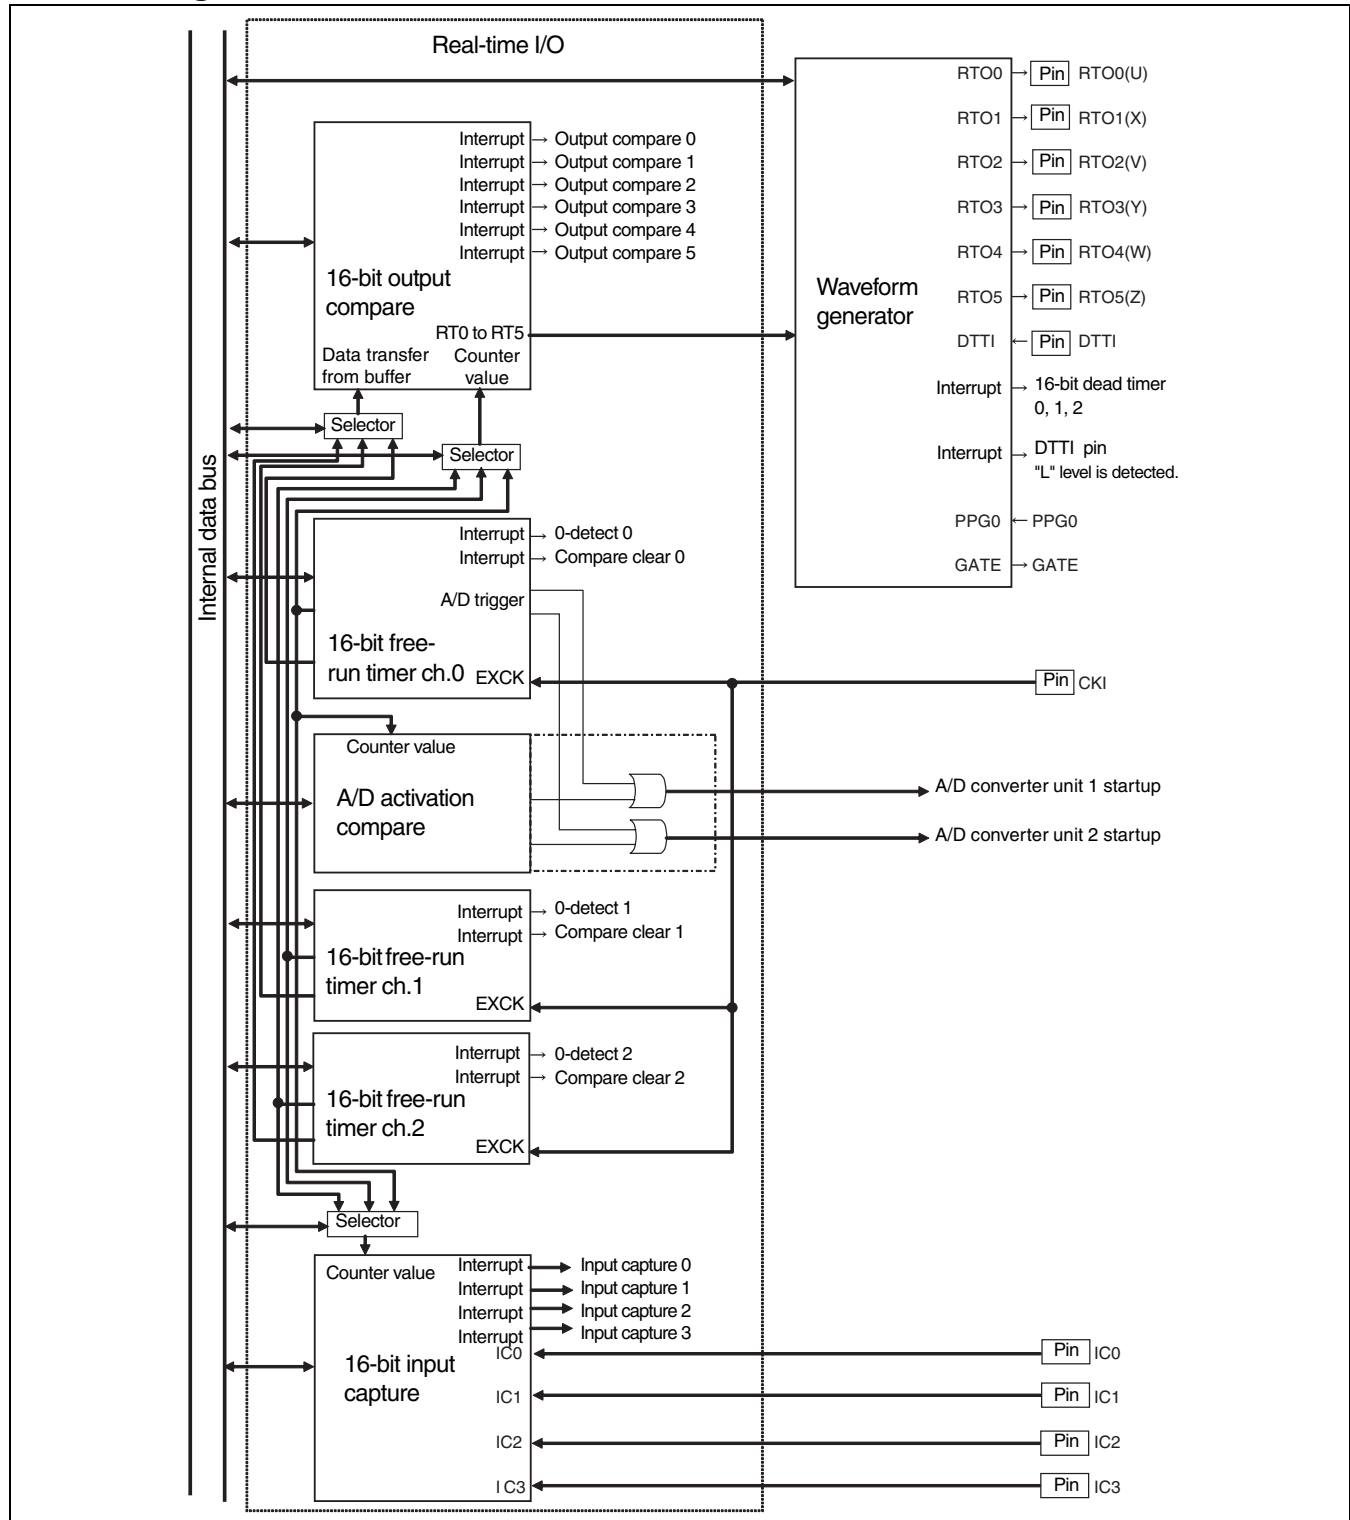 Real-time I/O
Internal data bus
Interrupt → Output compare 0
Interrupt → Output compare 1
Interrupt → Output compare 2
Interrupt → Output compare 3
Interrupt → Output compare 4
Interrupt → Output compare 5
16-bit output
compare
RT0 to RT5
Data transfer
from buffer
Counter
value
Selector
Selector
RTO0 → Pin RTO0(U)
RTO1 → Pin RTO1(X)
RTO2 → Pin RTO2(V)
RTO3 → Pin RTO3(Y)
RTO4 → Pin RTO4(W)
RTO5 → Pin RTO5(Z)
Waveform
generator
DTTI ← Pin DTTI
Interrupt → 16-bit dead timer
0, 1, 2
Interrupt → DTTI pin
"L" level is detected.
PPG0 ← PPG0
GATE → GATE
Interrupt → 0-detect 0
Interrupt → Compare clear 0
A/D trigger
16-bit free-
run timer ch.0
EXCK
Pin CKI
Counter value
A/D activation
compare
A/D converter unit 1 startup
A/D converter unit 2 startup
Interrupt → 0-detect 1
Interrupt → Compare clear 1
16-bit free-run
timer ch.1
EXCK
Interrupt → 0-detect 2
Interrupt → Compare clear 2
16-bit free-run
timer ch.2
EXCK
Selector
Counter value
Interrupt Input capture 0
Interrupt Input capture 1
Interrupt Input capture 2
Interrupt Input capture 3
16-bit input
capture
IC0 Pin IC0
IC1 Pin IC1
IC2 Pin IC2
I C3 Pin IC3